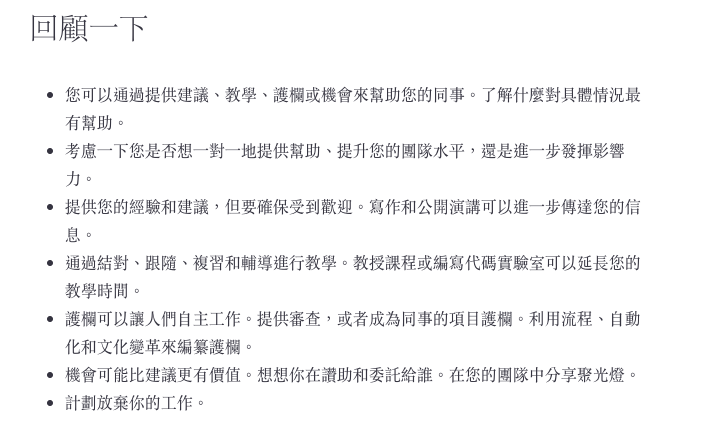 回顧一下
• 您可以通過提供建議、教學、護欄或機會來幫助您的同事。了解什麼對具體情況最
有幫助。
• 考慮一下您是否想一對一地提供幫助、提升您的團隊水平，還是進一步發揮影響
力。
• 提供您的經驗和建議，但要確保受到歡迎。寫作和公開演講可以進一步傳達您的信
息。
• 通過結對、跟隨、複習和輔導進行教學。教授課程或編寫代碼實驗室可以延長您的
教學時間。
• 護欄可以讓人們自主工作。提供審查，或者成為同事的項目護欄。利用流程、自動
化和文化變革來編纂護欄。
• 機會可能比建議更有價值。想想你在讚助和委託給誰。在您的團隊中分享聚光燈。
• 計劃放棄你的工作。